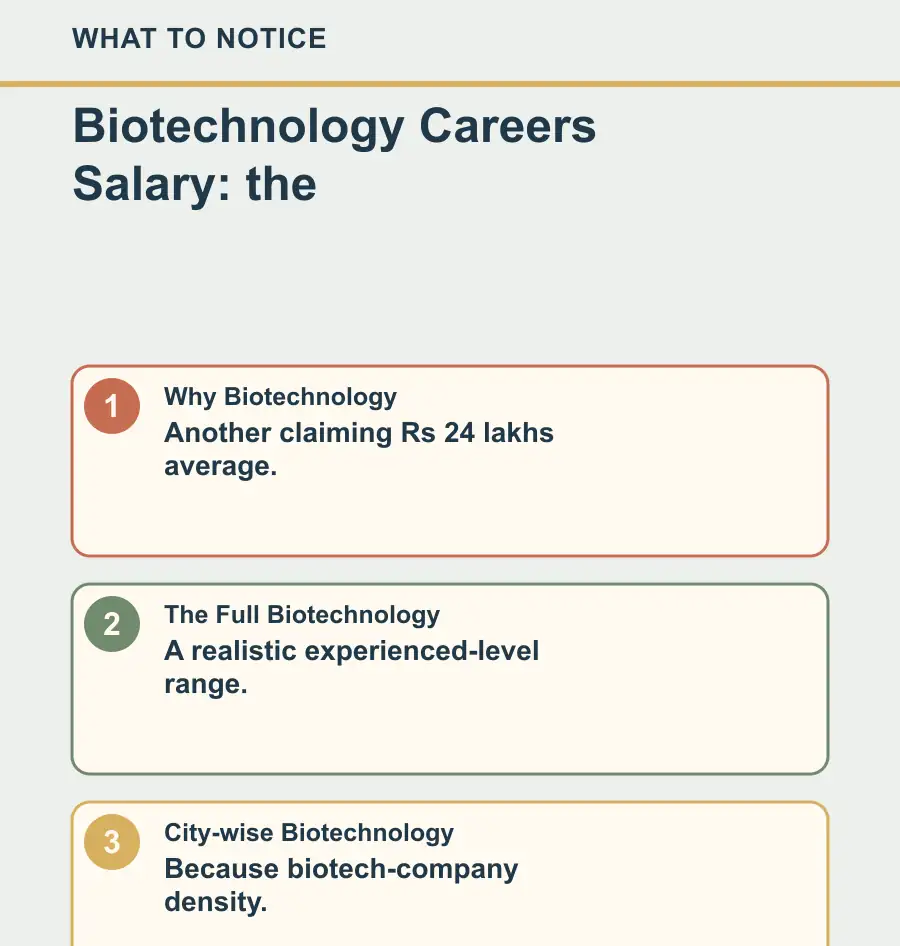 WHAT TO NOTICE
Biotechnology Careers
Salary: the
1
Why Biotechnology
Another claiming Rs 24 lakhs
average.
2
The Full Biotechnology
A realistic experienced-level
range.
3
City-wise Biotechnology
Because biotech-company
density.